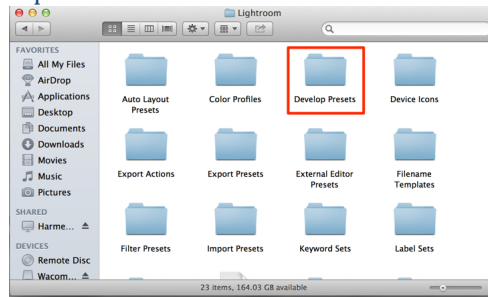 Lightroom
FAVORITES
All My Files
AirDrop
Applications
Desktop
Documents
Downloads
Movies
Music
Pictures
SHARED
Harme...
DEVICES
Remote Disc
Wacom...
Auto Layout
Presets
Color Profiles
Develop Presets
Device Icons
Export Actions
Export Presets
External Editor
Presets
Filename
Templates
Filter Presets
Import Presets
Keyword Sets
Label Sets
23 items, 164.03 GB available